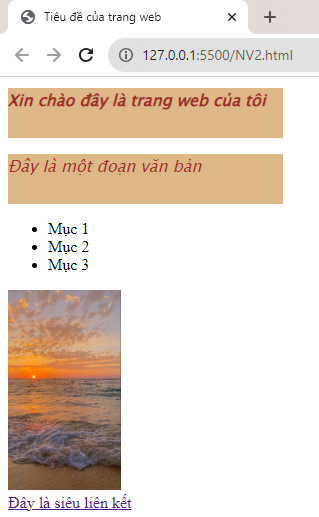 Tiêu đề của trang web
127.0.0.1:5500/NV2.html
Xin chào đây là trang web của tôi
Đây là một đoạn văn bản
Mục 1
Mục 2
Mục 3
Đây là siêu liên kết